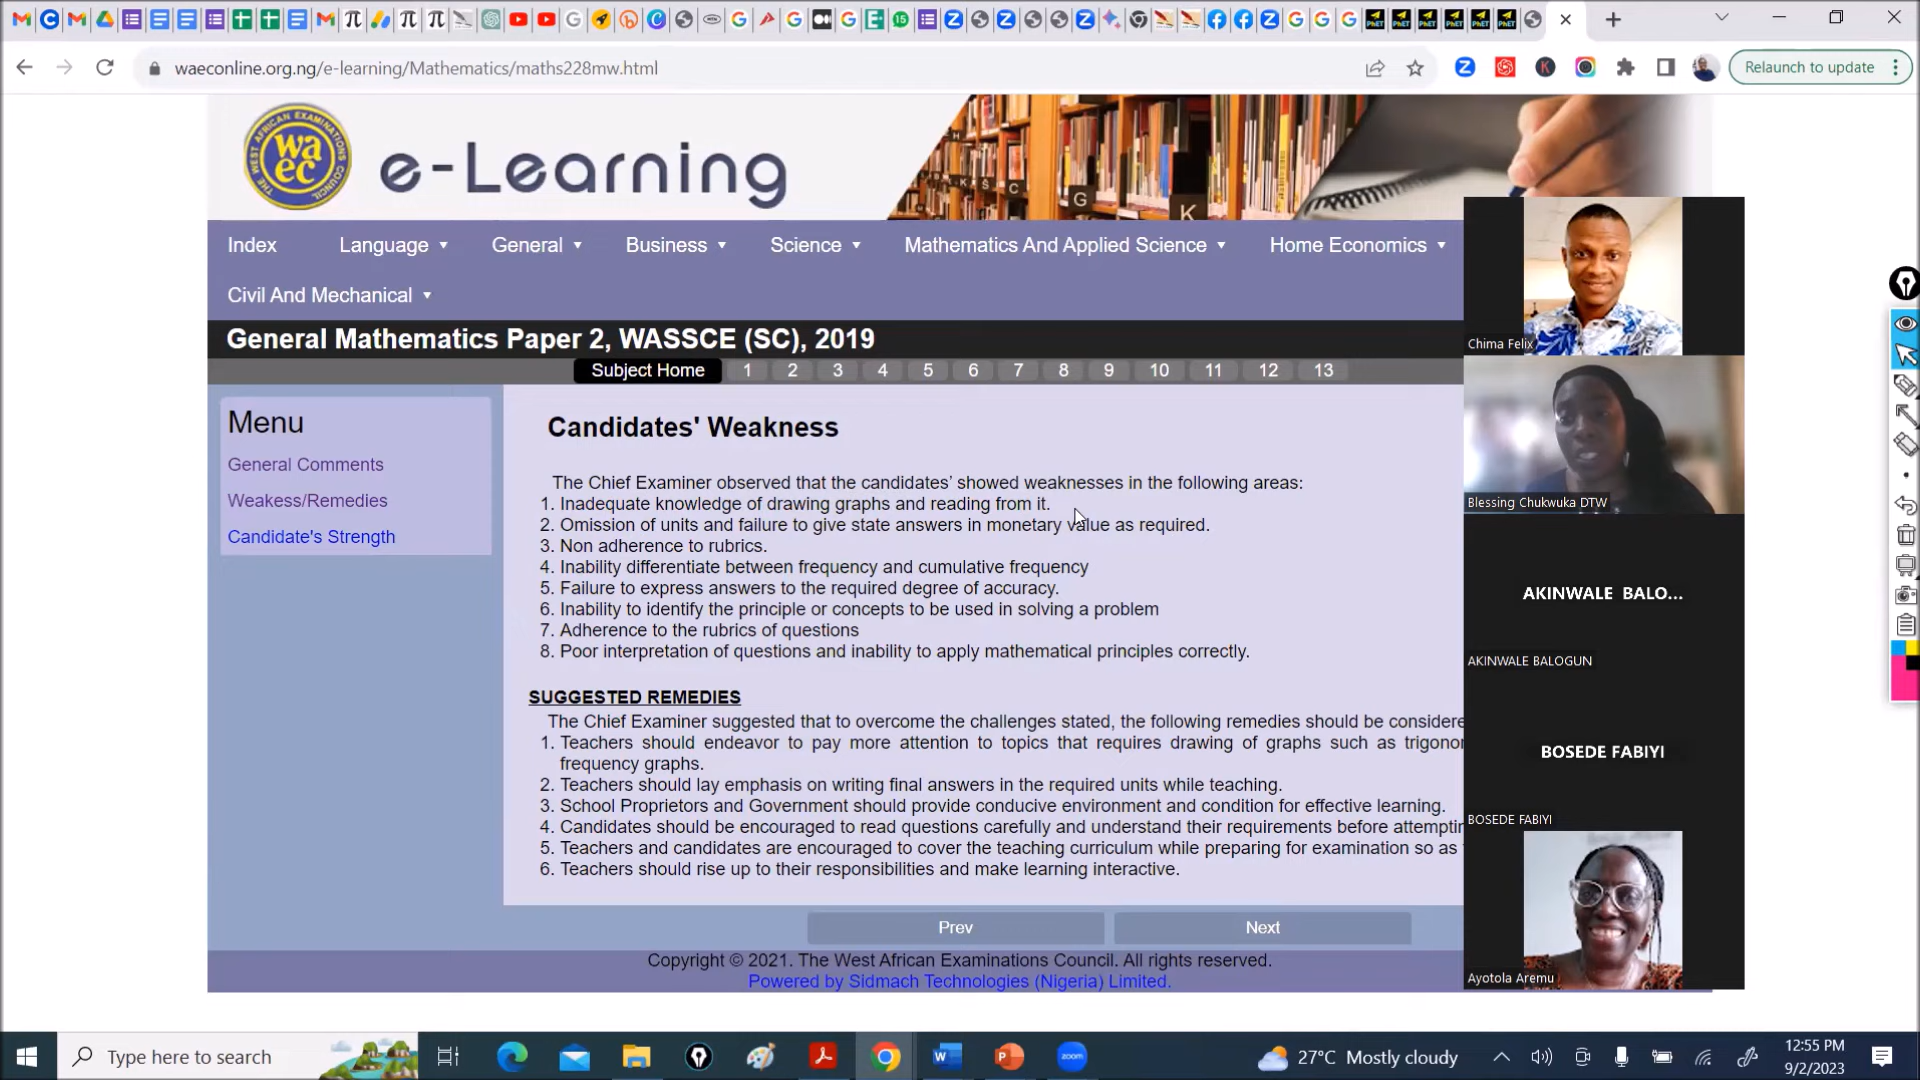 waeconline.org.ng/e-learning/Mathematics/maths228mw.html
Relaunch to update
THE WEST AFRICAN EXAMINATIONS COUNCIL
wa
ec
e-Learning
Index
Language
General
Business
Science
Mathematics And Applied Science
Home Economics
Civil And Mechanical
General Mathematics Paper 2, WASSCE (SC), 2019
Subject Home 1 2 3 4 5 6 7 8 9 10 11 12 13
Menu
General Comments
Weakess/Remedies
Candidate's Strength
Candidates' Weakness
The Chief Examiner observed that the candidates’ showed weaknesses in the following areas:
1. Inadequate knowledge of drawing graphs and reading from it.
2. Omission of units and failure to give state answers in monetary value as required.
3. Non adherence to rubrics.
4. Inability differentiate between frequency and cumulative frequency
5. Failure to express answers to the required degree of accuracy.
6. Inability to identify the principle or concepts to be used in solving a problem
7. Adherence to the rubrics of questions
8. Poor interpretation of questions and inability to apply mathematical principles correctly.
SUGGESTED REMEDIES
The Chief Examiner suggested that to overcome the challenges stated, the following remedies should be considere
1. Teachers should endeavor to pay more attention to topics that requires drawing of graphs such as trigonor
frequency graphs.
2. Teachers should lay emphasis on writing final answers in the required units while teaching.
3. School Proprietors and Government should provide conducive environment and condition for effective learning.
4. Candidates should be encouraged to read questions carefully and understand their requirements before attemptin
5. Teachers and candidates are encouraged to cover the teaching curriculum while preparing for examination so as
6. Teachers should rise up to their responsibilities and make learning interactive.
Prev
Next
Copyright © 2021. The West African Examinations Council. All rights reserved.
Powered by Sidmach Technologies (Nigeria) Limited.
Chima Felix
Blessing Chukwuka DTW
AKINWALE BALO...
AKINWALE BALOGUN
BOSEDE FABIYI
BOSEDE FABIYI
Ayotola Aremu
Type here to search
zoom
27°C Mostly cloudy
12:55 PM
9/2/2023